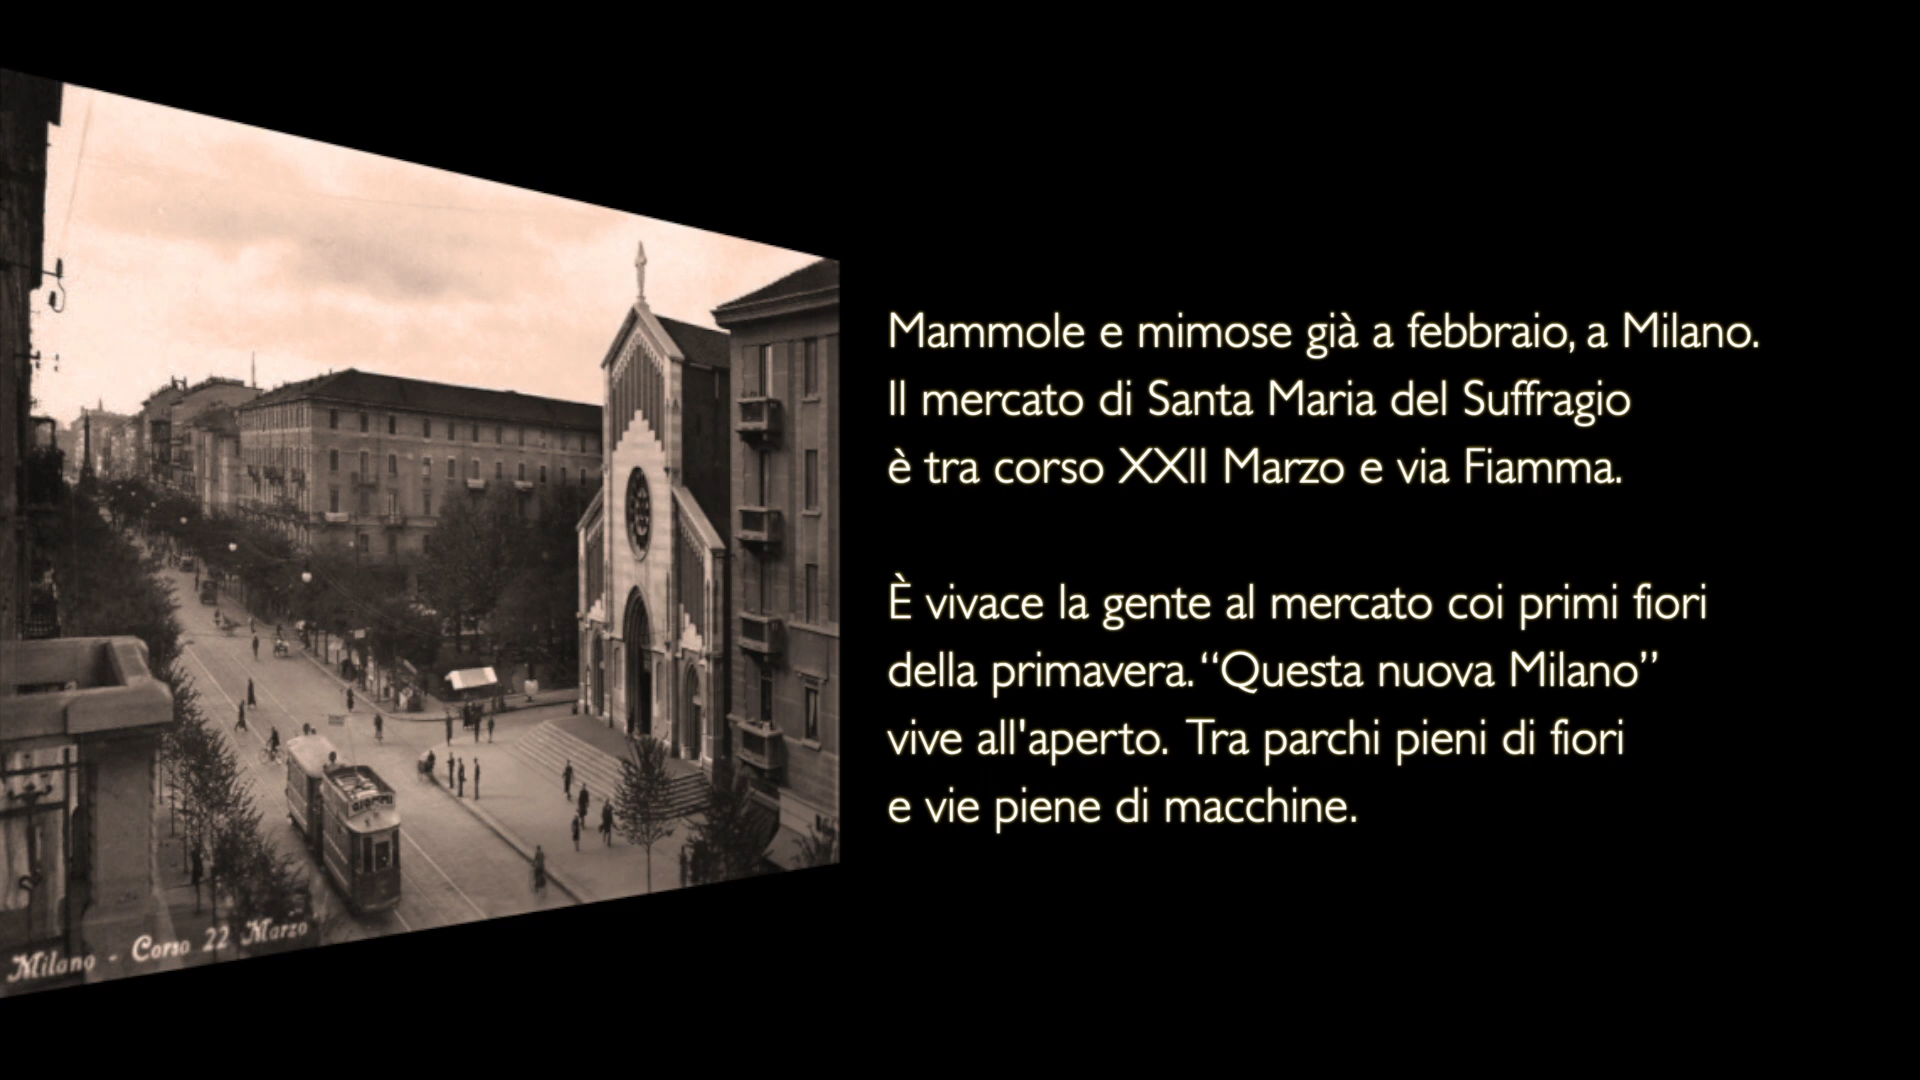 Mammole e mimose già a febbraio, a Milano.
Il mercato di Santa Maria del Suffragio
è tra corso XXII Marzo e via Fiamma.
È vivace la gente al mercato coi primi fiori
della primavera. “Questa nuova Milano”
vive all'aperto. Tra parchi pieni di fiori
e vie piene di macchine.
Milano - Corso 22 Marzo